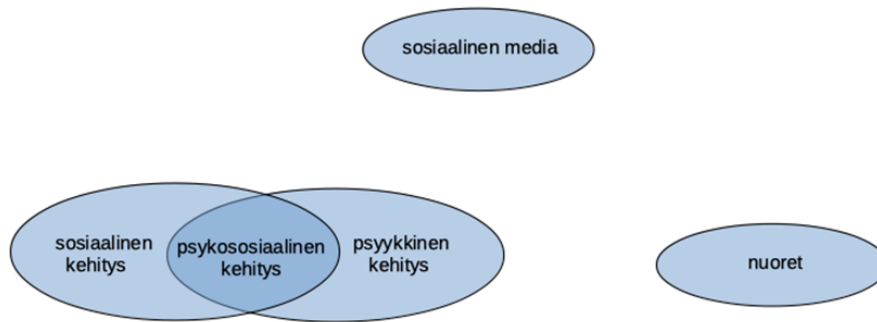 sosiaalinen media
sosiaalinen
kehitys
psykososiaalinen
kehitys
psyykkinen
kehitys
nuoret